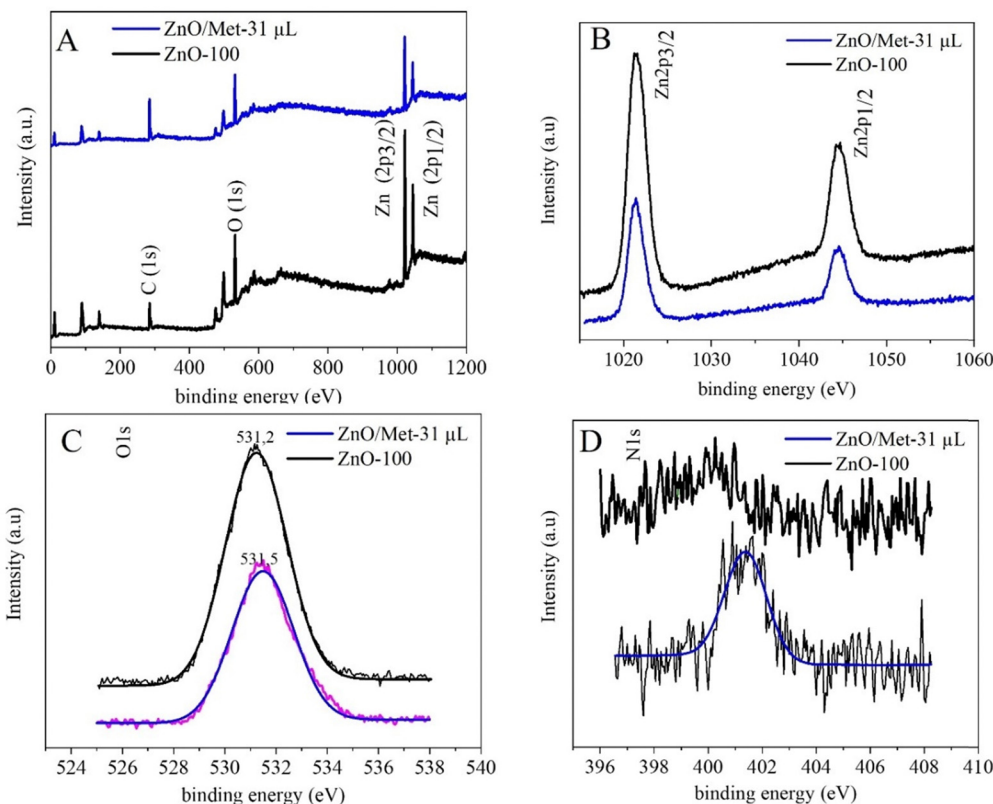 A
ZnO/Met-31 µL
ZnO-100
C (1s)
O (1s)
Zn (2p3/2)
Zn (2p1/2)
Intensity (a.u.)
0 200 400 600 800 1000 1200
binding energy (eV)
B
ZnO/Met-31 µL
ZnO-100
Zn2p3/2
Zn2p1/2
Intensity (a.u)
1020 1030 1040 1050 1060
binding energy (eV)
C
O1s
531,2
ZnO/Met-31 µL
ZnO-100
531,5
Intensity (a.u)
524 526 528 530 532 534 536 538 540
binding energy (eV)
D
N1s
ZnO/Met-31 µL
ZnO-100
Intensity (a.u)
396 398 400 402 404 406 408 410
binding energy (eV)